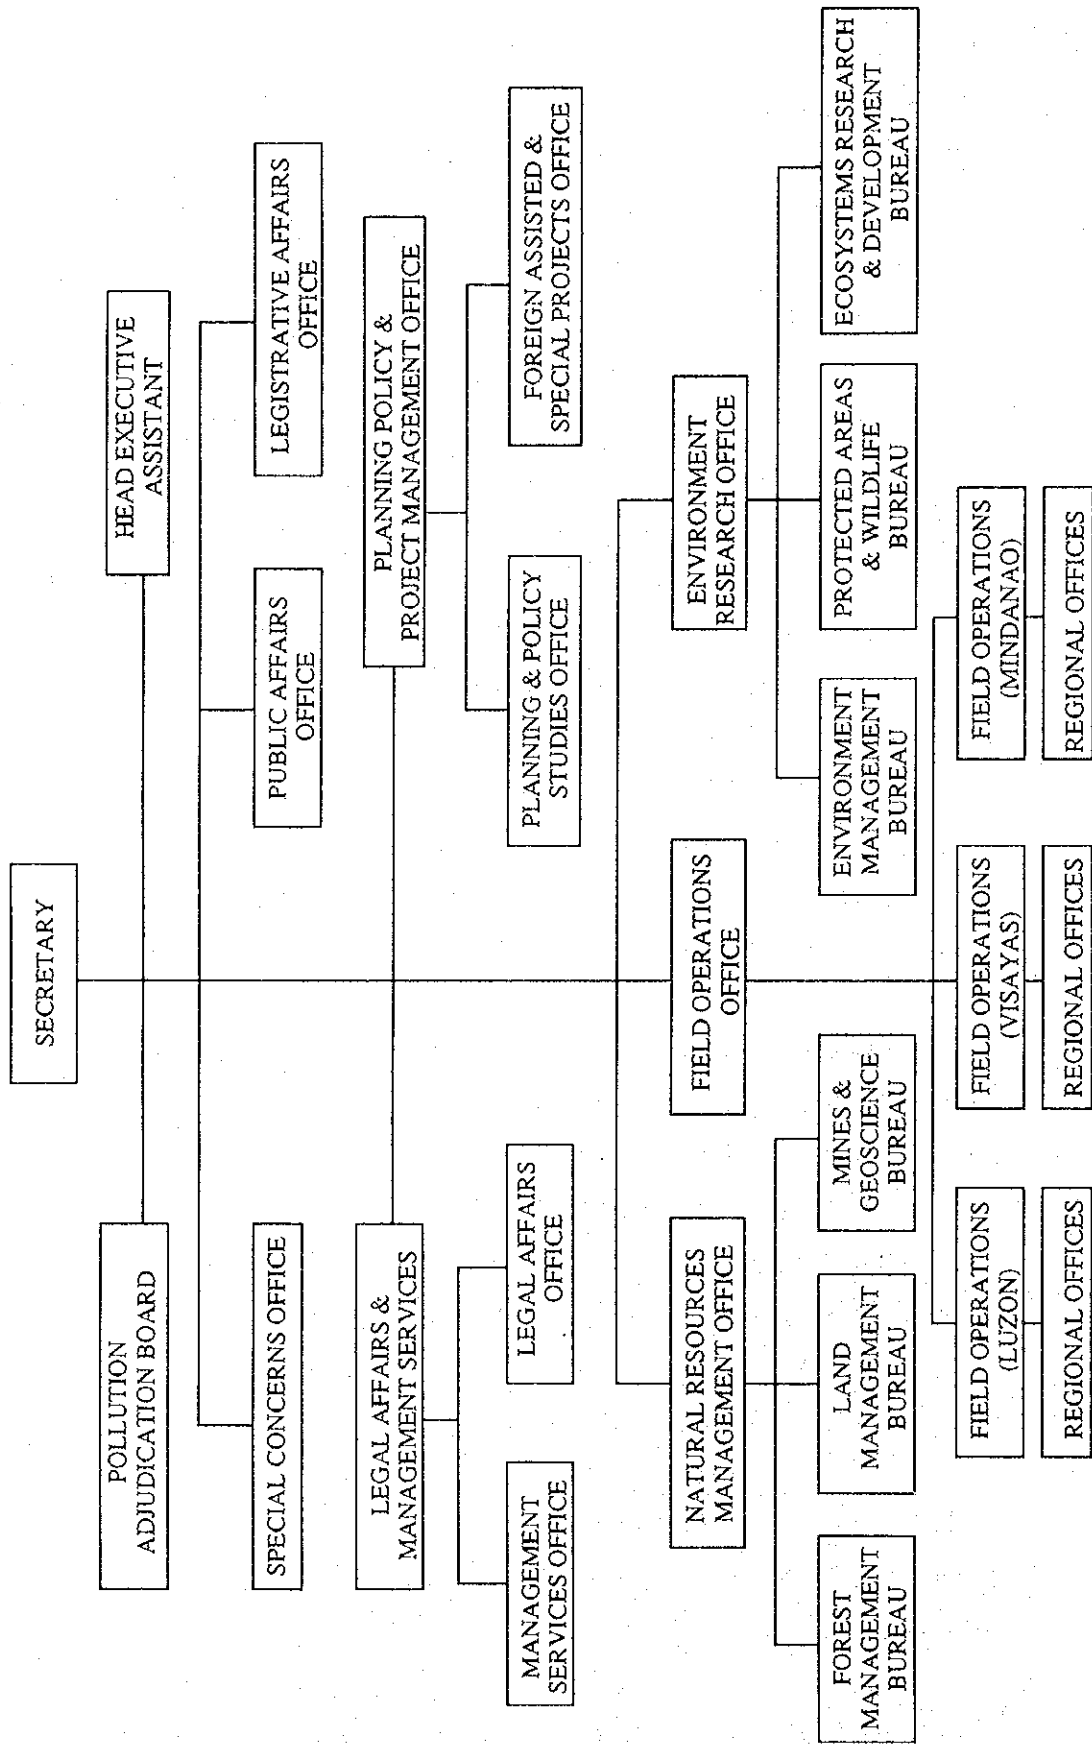 SECRETARY
POLLUTION
ADJUDICATION BOARD
HEAD EXECUTIVE
ASSISTANT
SPECIAL CONCERNS OFFICE
PUBLIC AFFAIRS
OFFICE
LEGISTRATIVE AFFAIRS
OFFICE
LEGAL AFFAIRS &
MANAGEMENT SERVICES
PLANNING POLICY &
PROJECT MANAGEMENT OFFICE
MANAGEMENT
SERVICES OFFICE
LEGAL AFFAIRS
OFFICE
PLANNING & POLICY
STUDIES OFFICE
FOREIGN ASSISTED &
SPECIAL PROJECTS OFFICE
NATURAL RESOURCES
MANAGEMENT OFFICE
FIELD OPERATIONS
OFFICE
ENVIRONMENT
RESEARCH OFFICE
FOREST
MANAGEMENT
BUREAU
LAND
MANAGEMENT
BUREAU
MINES &
GEOSCIENCE
BUREAU
ENVIRONMENT
MANAGEMENT
BUREAU
PROTECTED AREAS
& WILDLIFE
BUREAU
ECOSYSTEMS RESEARCH
& DEVELOPMENT
BUREAU
FIELD OPERATIONS
(LUZON)
FIELD OPERATIONS
(VISAYAS)
FIELD OPERATIONS
(MINDANAO)
REGIONAL OFFICES
REGIONAL OFFICES
REGIONAL OFFICES